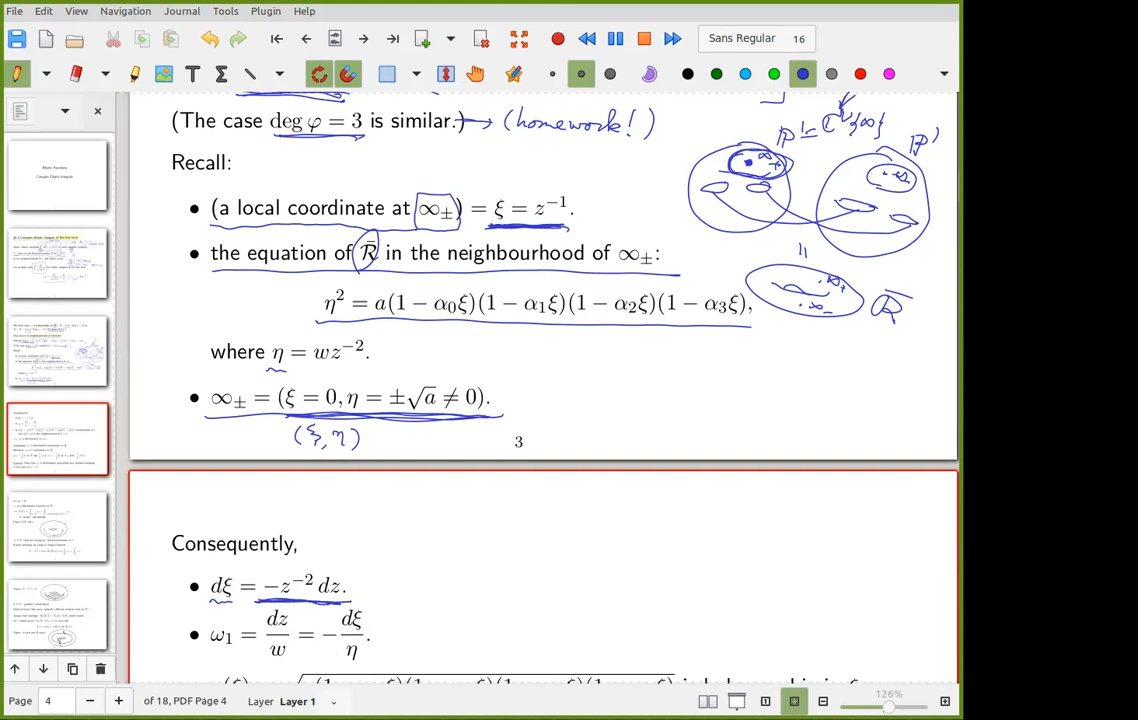 File Edit View Navigation Journal Tools Plugin Help
Sans Regular 16
(The case deg φ = 3 is similar.) → (homework!)
ℙ¹ = ℂ ∪ {∞}
ℙ¹
Recall:
• (a local coordinate at ∞±) = ξ = z⁻¹.
• the equation of R̄ in the neighbourhood of ∞±:
η² = a(1 − α₀ξ)(1 − α₁ξ)(1 − α₂ξ)(1 − α₃ξ),
R̄
where η = wz⁻².
• ∞± = (ξ = 0, η = ±√a ≠ 0).
(ξ, η)
3
Consequently,
• dξ = −z⁻² dz.
• ω₁ = dz/w = − dξ/η.
Page 4 of 18, PDF Page 4 Layer Layer 1 126%